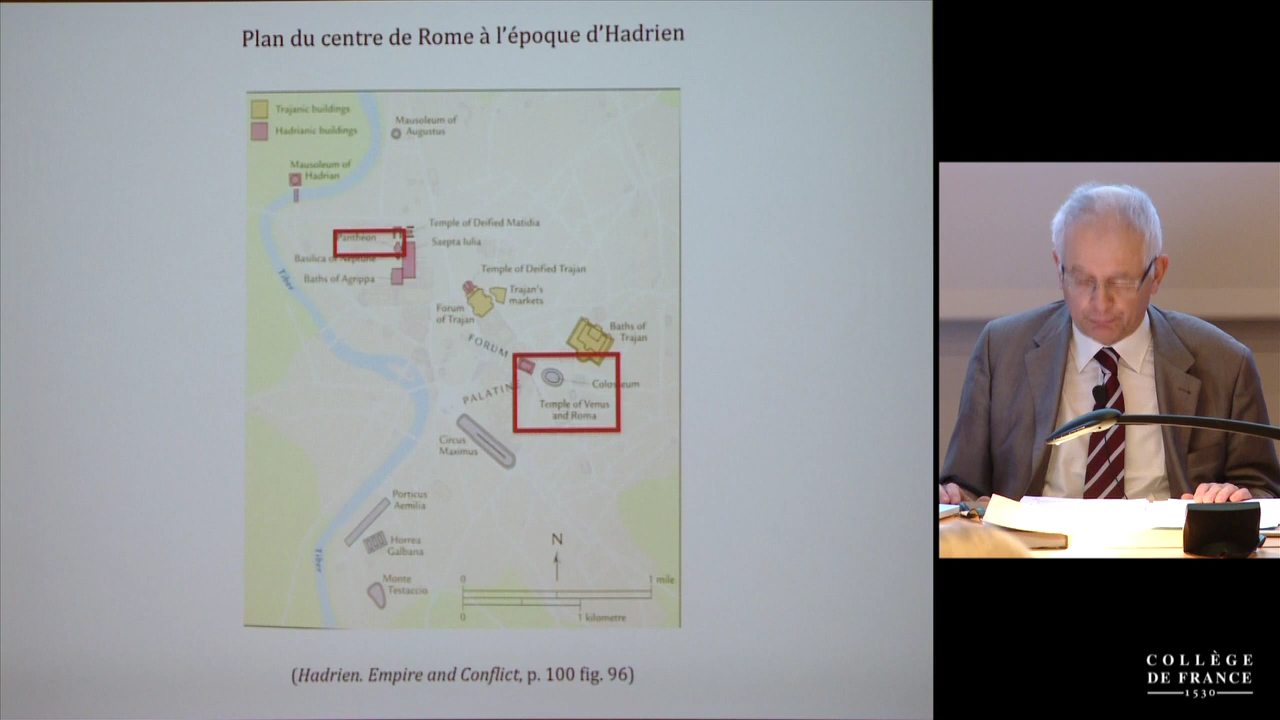 Plan du centre de Rome à l'époque d'Hadrien
Trajanic buildings
Hadrianic buildings
Mausoleum of
Augustus
Mausoleum of
Hadrian
Temple of Deified Matidia
Pantheon
Saepta Iulia
Basilica of Neptune
Baths of Agrippa
Tiber
Temple of Deified Trajan
Trajan's
markets
Forum
of Trajan
Baths of
Trajan
FORUM
Colosseum
PALATINE
Temple of Venus
and Roma
Circus
Maximus
Porticus
Aemilia
Horrea
Galbana
Tiber
Monte
Testaccio
N
0
1 mile
0
1 kilometre
(Hadrien. Empire and Conflict, p. 100 fig. 96)
COLLÈGE
DE FRANCE
1530